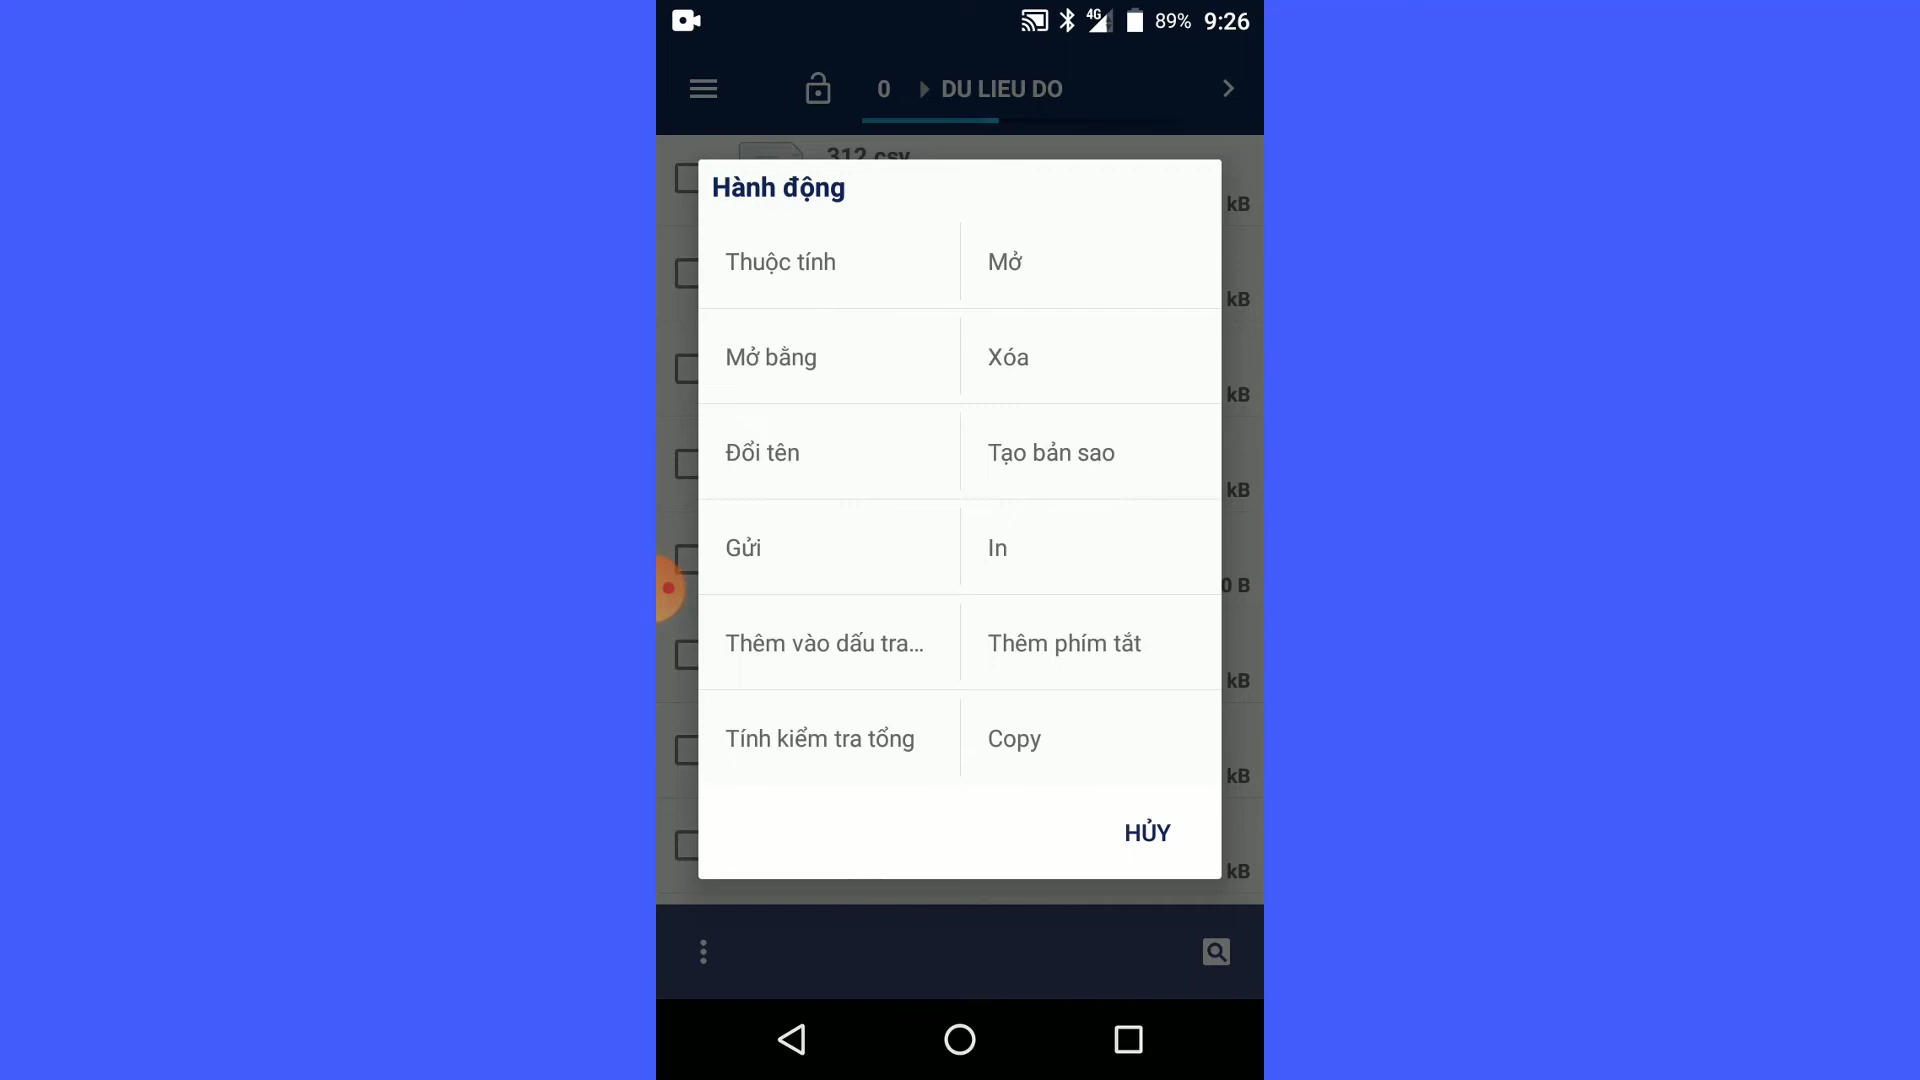 4G 89% 9:26
0 DU LIEU DO
312.csv
kB
Hành động
Thuộc tính Mở
kB
Mở bằng Xóa
kB
Đổi tên Tạo bản sao
kB
Gửi In
0 B
Thêm vào dấu tra... Thêm phím tắt
kB
Tính kiểm tra tổng Copy
kB
HỦY
kB